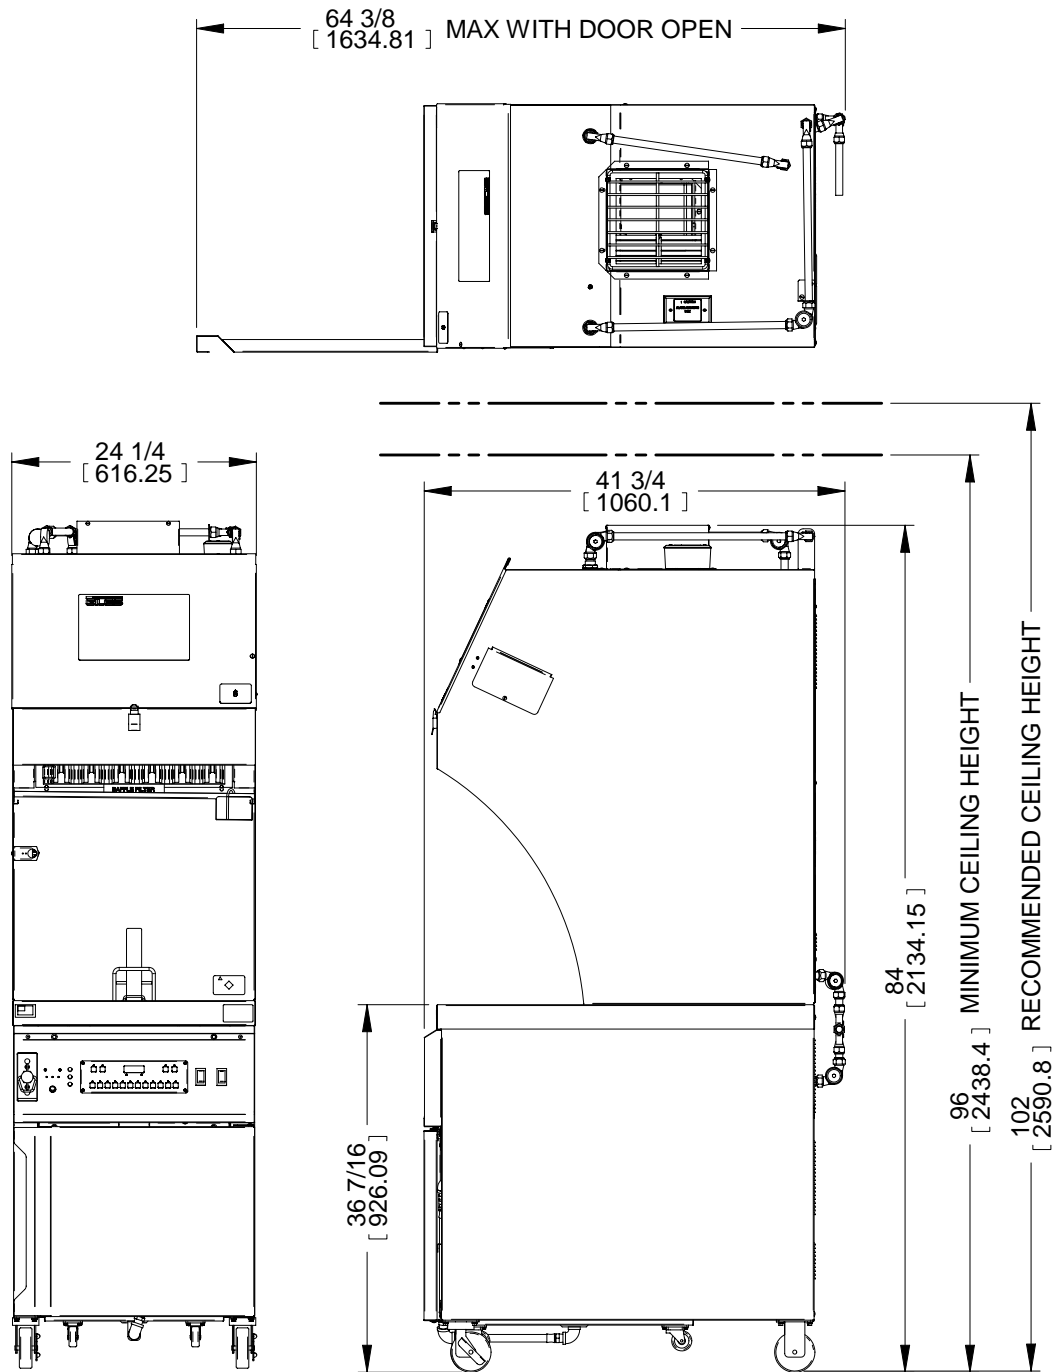 64 3/8
[ 1634.81 ] MAX WITH DOOR OPEN
24 1/4
[ 616.25 ]
41 3/4
[ 1060.1 ]
BAFFLE FILTER
36 7/16
[ 926.09 ]
84
[ 2134.15 ]
96
[ 2438.4 ] MINIMUM CEILING HEIGHT
102
[ 2590.8 ] RECOMMENDED CEILING HEIGHT